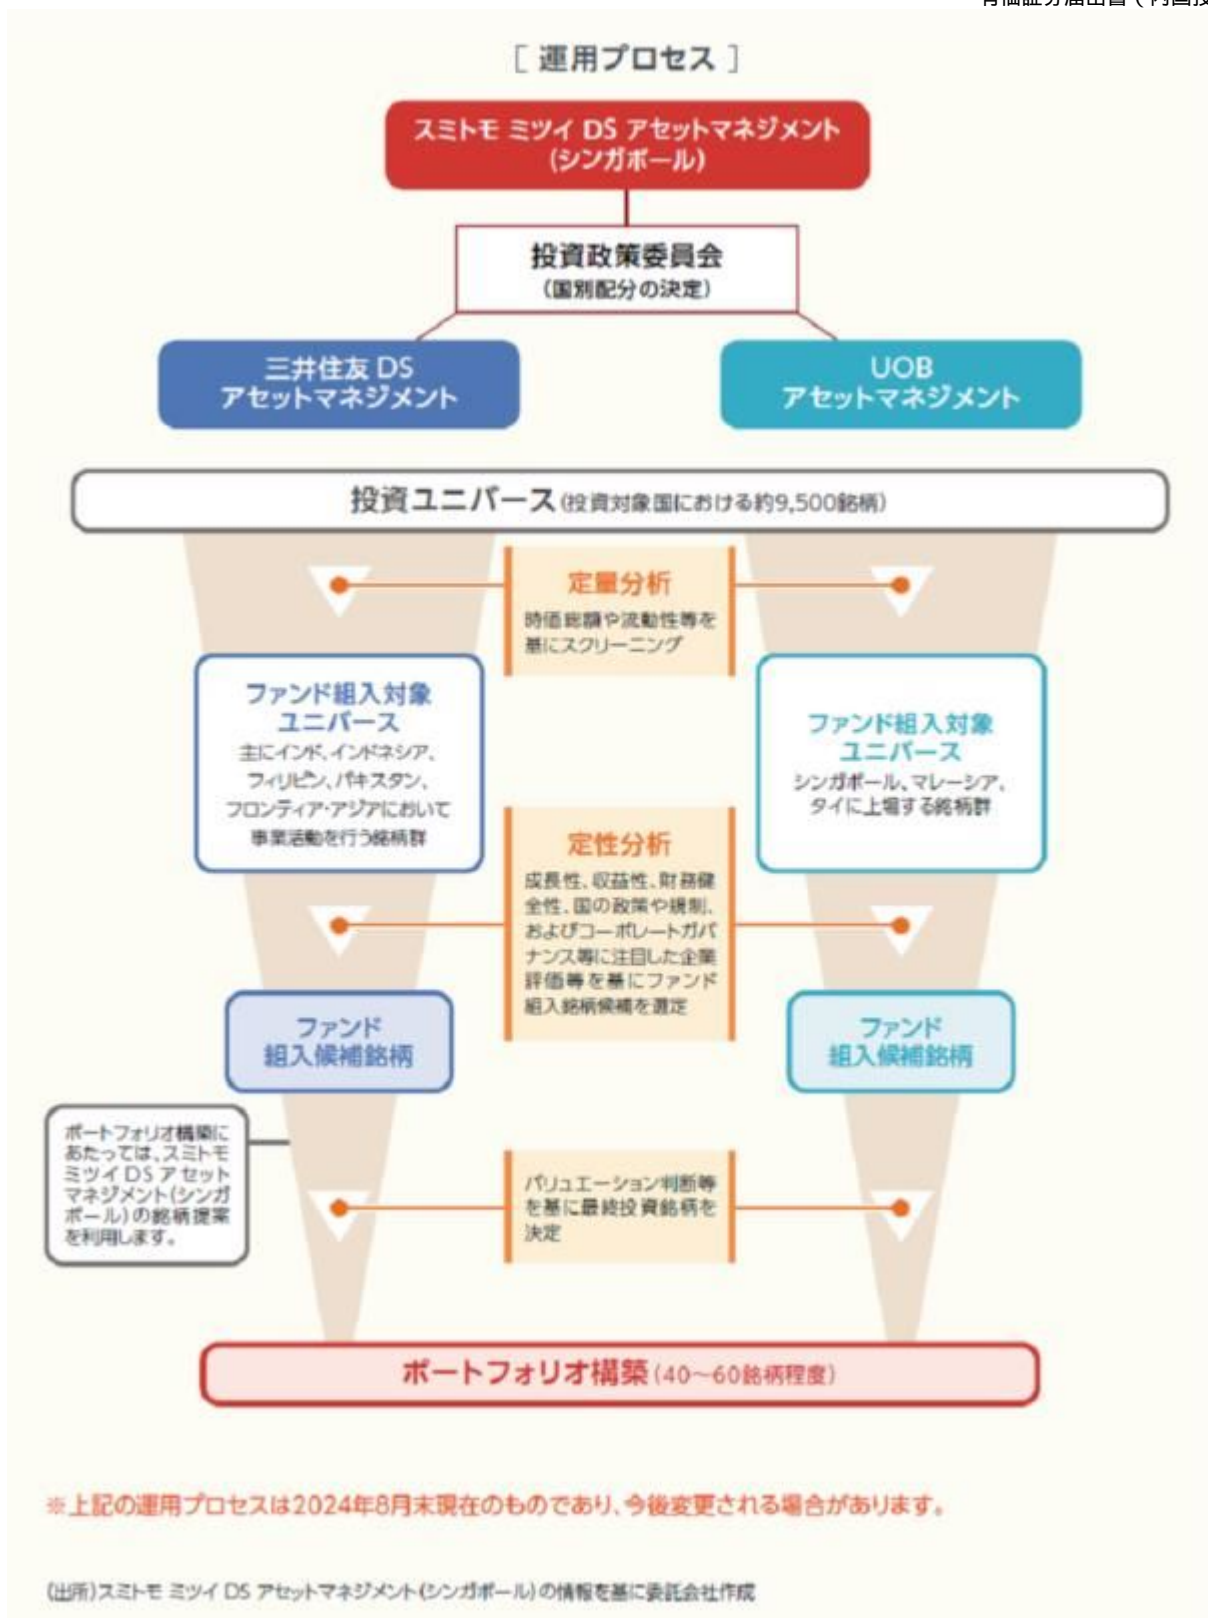 ［ 運用プロセス ］
スミトモ ミツイ DS アセットマネジメント
(シンガポール)
投資政策委員会
(国別配分の決定)
三井住友 DS
アセットマネジメント
UOB
アセットマネジメント
投資ユニバース(投資対象国における約9,500銘柄)
定量分析
時価総額や流動性等を
基にスクリーニング
ファンド組入対象
ユニバース
主にインド、インドネシア、
フィリピン、パキスタン、
フロンティア・アジアにおいて
事業活動を行う銘柄群
ファンド組入対象
ユニバース
シンガポール、マレーシア、
タイに上場する銘柄群
定性分析
成長性、収益性、財務健
全性、国の政策や規制、
およびコーポレートガバ
ナンス等に注目した企業
評価等を基にファンド
組入銘柄候補を選定
ファンド
組入候補銘柄
ファンド
組入候補銘柄
ポートフォリオ構築に
あたっては、スミトモ
ミツイ DS アセット
マネジメント(シンガ
ポール)の銘柄提案
を利用します。
バリュエーション判断等
を基に最終投資銘柄を
決定
ポートフォリオ構築(40～60銘柄程度)
※上記の運用プロセスは2024年8月末現在のものであり、今後変更される場合があります。
(出所)スミトモ ミツイ DS アセットマネジメント(シンガポール)の情報を基に委託会社作成